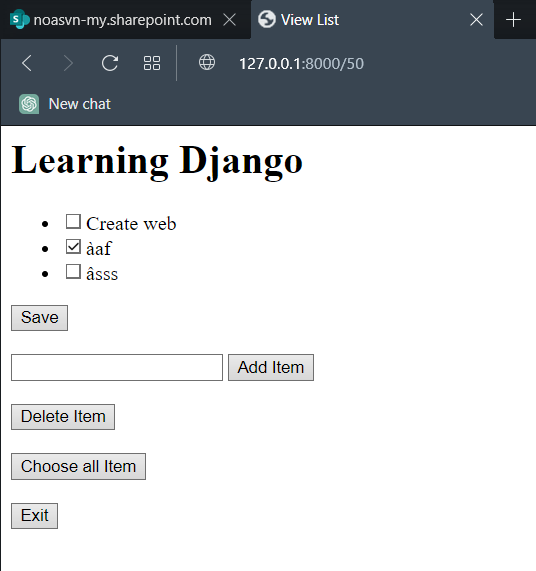 noasvn-my.sharepoint.com View List
127.0.0.1:8000/50
New chat
Learning Django
Create web
àaf
âsss
Save
Add Item
Delete Item
Choose all Item
Exit